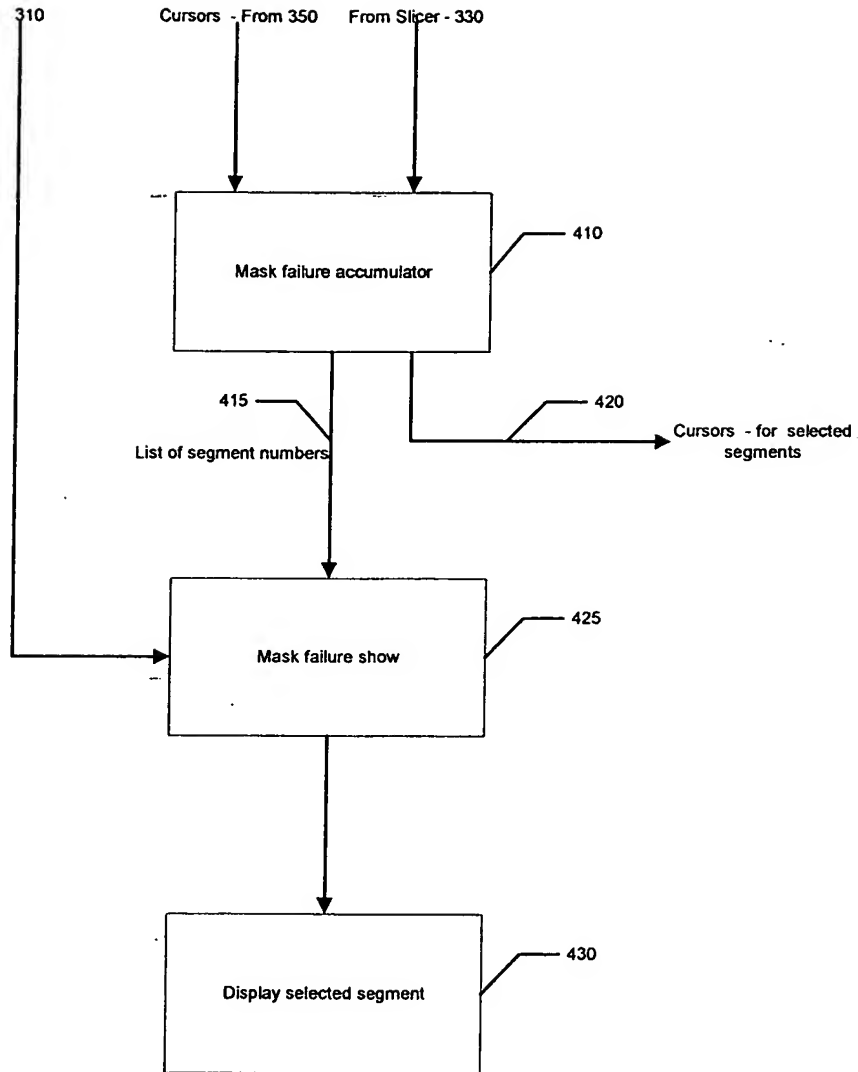 310
Cursors - From 350
From Slicer - 330
410
Mask failure accumulator
415
420
List of segment numbers
Cursors - for selected
segments
425
Mask failure show
430
Display selected segment